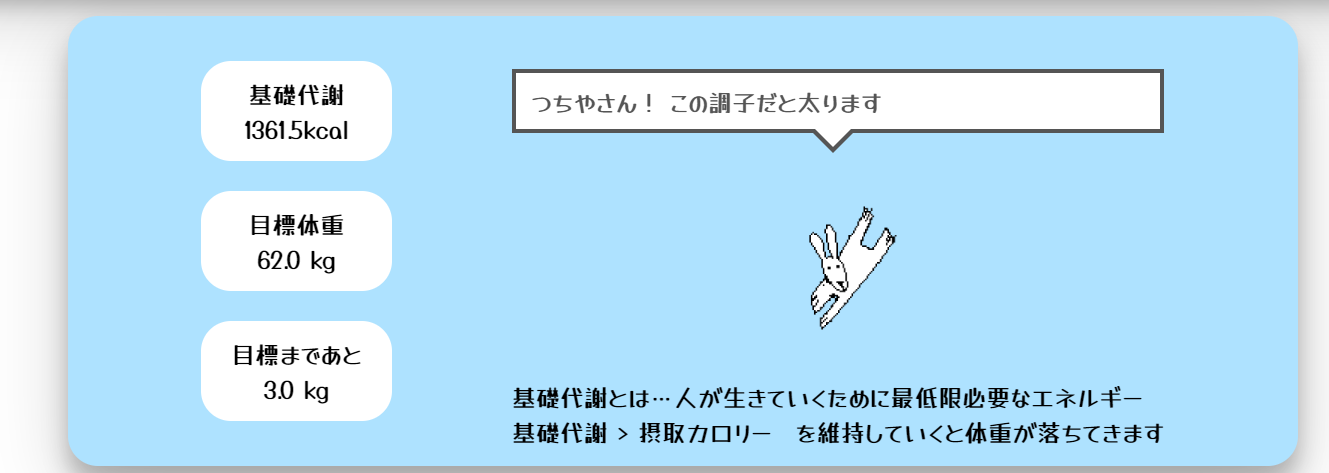 基礎代謝
1361.5kcal
目標体重
62.0 kg
目標まであと
3.0 kg
つちやさん！ この調子だと太ります
基礎代謝とは…人が生きていくために最低限必要なエネルギー
基礎代謝 > 摂取カロリー　を維持していくと体重が落ちてきます